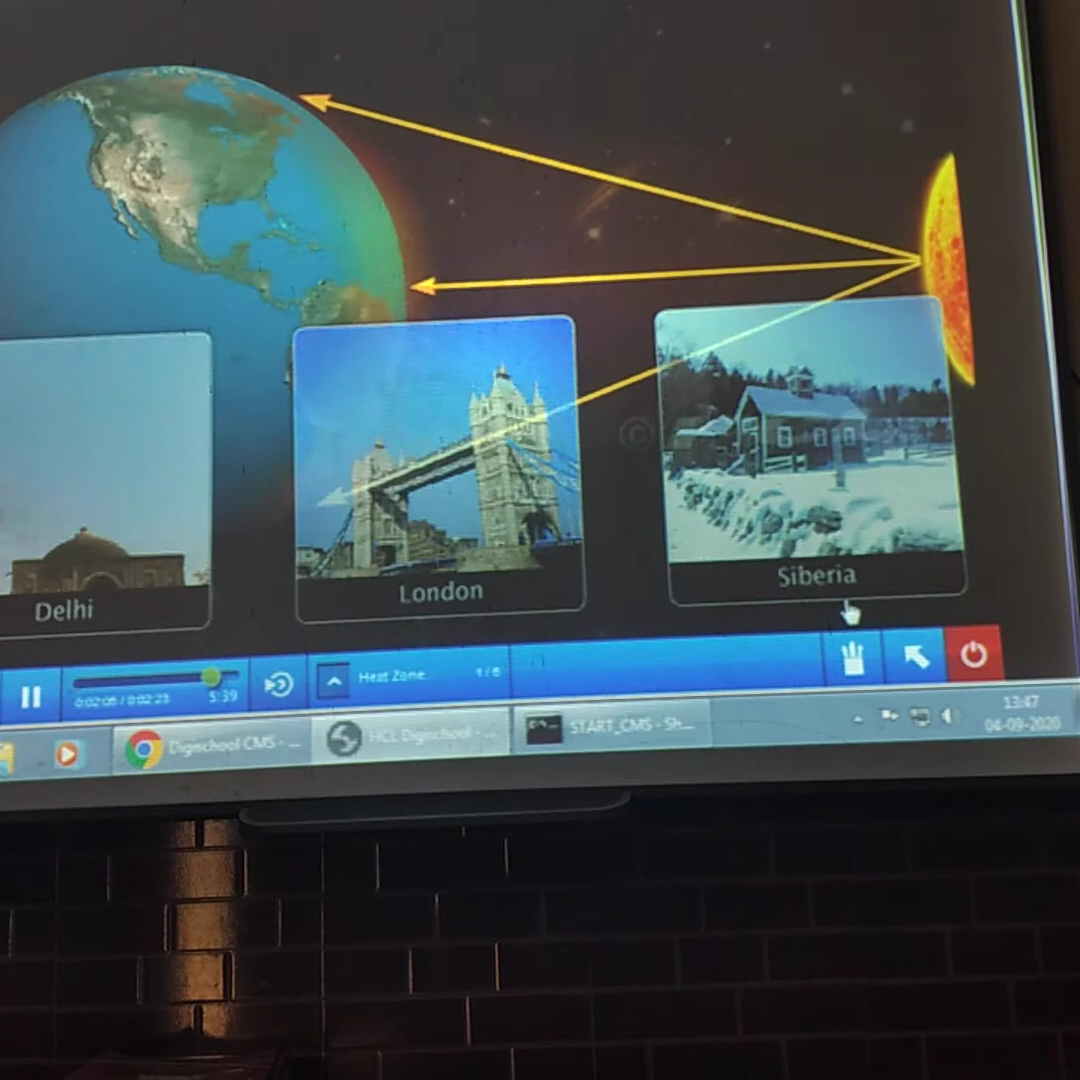 Delhi
London
Siberia
0:02:05 / 0:02:23
5:39
Heat Zone
1/6
Digischool CMS - ...
HCL Digischool - ...
START_CMS - Sh...
13:47
04-09-2020
©